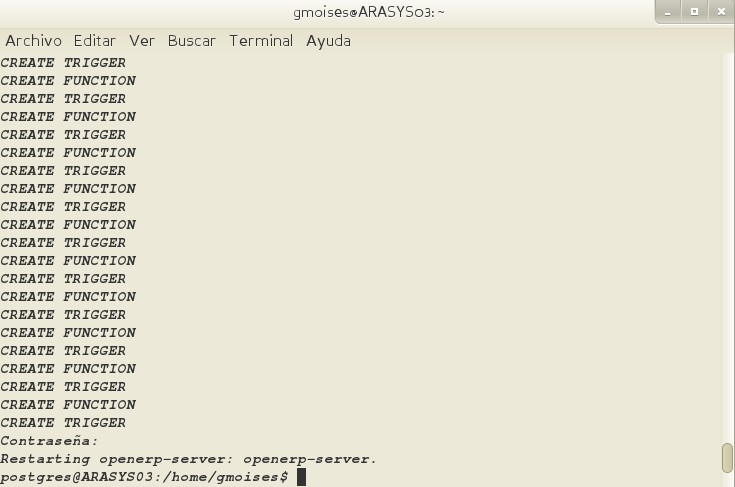 gmoises@ARASYS03: ~
Archivo Editar Ver Buscar Terminal Ayuda
CREATE TRIGGER
CREATE FUNCTION
CREATE TRIGGER
CREATE FUNCTION
CREATE TRIGGER
CREATE FUNCTION
CREATE TRIGGER
CREATE FUNCTION
CREATE TRIGGER
CREATE FUNCTION
CREATE TRIGGER
CREATE FUNCTION
CREATE TRIGGER
CREATE FUNCTION
CREATE TRIGGER
CREATE FUNCTION
CREATE TRIGGER
CREATE FUNCTION
CREATE TRIGGER
CREATE FUNCTION
CREATE TRIGGER
Contraseña:
Restarting openerp-server: openerp-server.
postgres@ARASYS03:/home/gmoises$